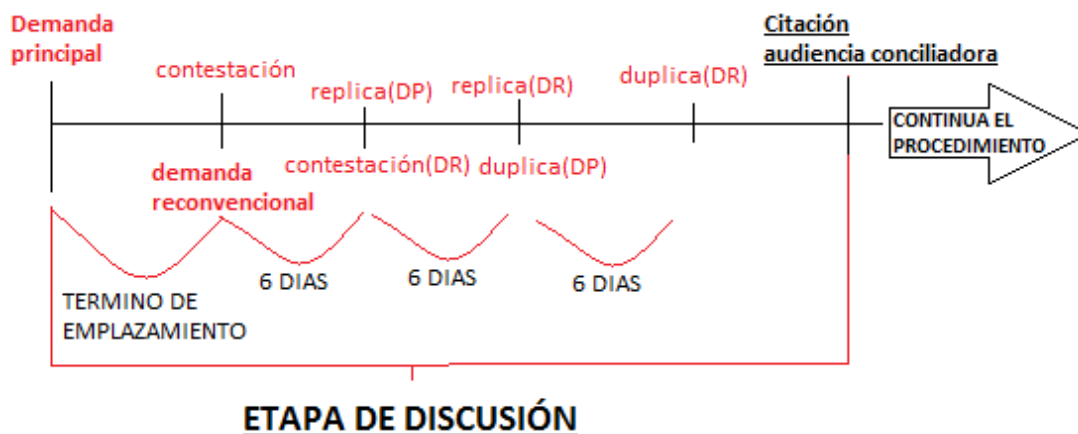 Demanda
principal
Citación
audiencia conciliadora
contestación
replica(DP)
replica(DR)
duplica(DR)
CONTINUA EL
PROCEDIMIENTO
demanda
reconvencional
contestación(DR)
duplica(DP)
TERMINO DE
EMPLAZAMIENTO
6 DIAS
6 DIAS
6 DIAS
ETAPA DE DISCUSIÓN